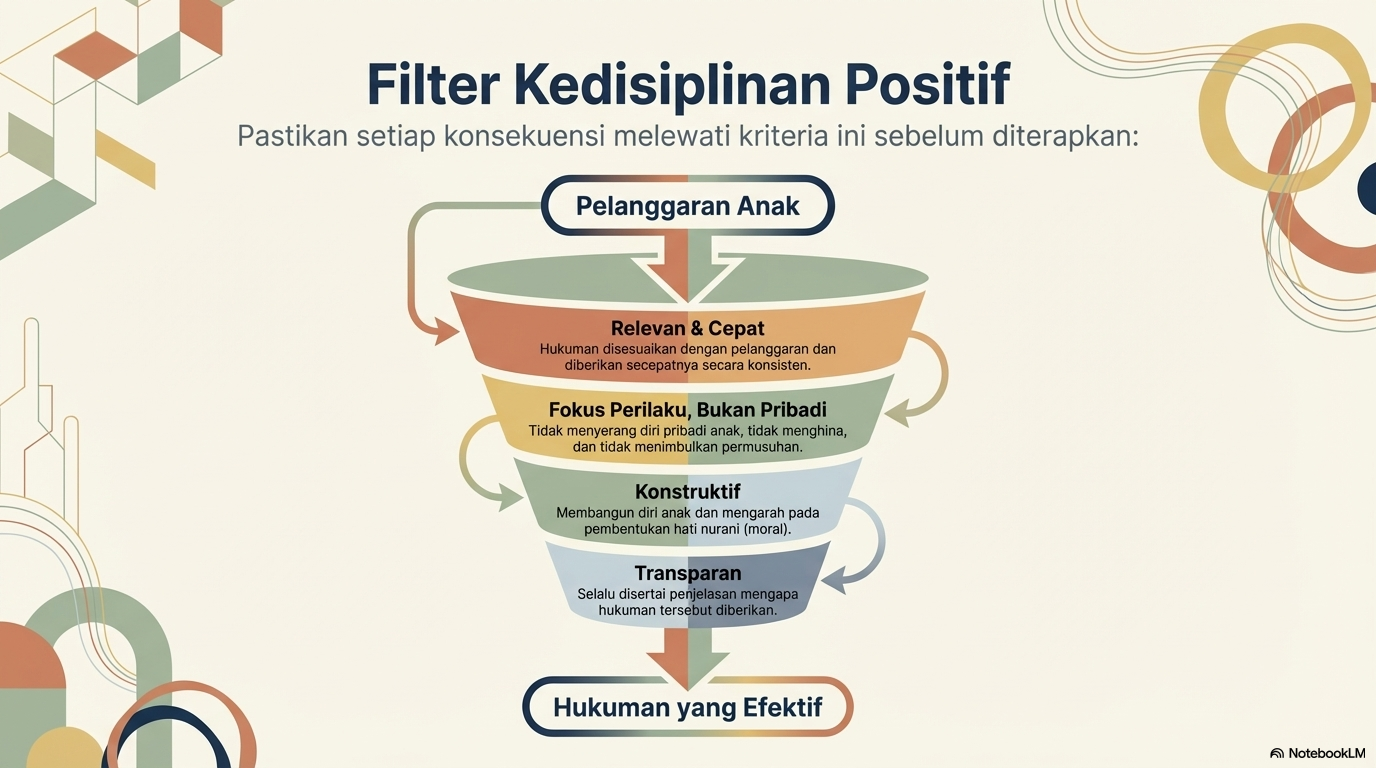 Filter Kedisiplinan Positif
Pastikan setiap konsekuensi melewati kriteria ini sebelum diterapkan:
Pelanggaran Anak
Relevan & Cepat
Hukuman disesuaikan dengan pelanggaran dan
diberikan secepatnya secara konsisten.
Fokus Perilaku, Bukan Pribadi
Tidak menyerang diri pribadi anak, tidak menghina,
dan tidak menimbulkan permusuhan.
Konstruktif
Membangun diri anak dan mengarah pada
pembentukan hati nurani (moral).
Transparan
Selalu disertai penjelasan mengapa
hukuman tersebut diberikan.
Hukuman yang Efektif
NotebookLM